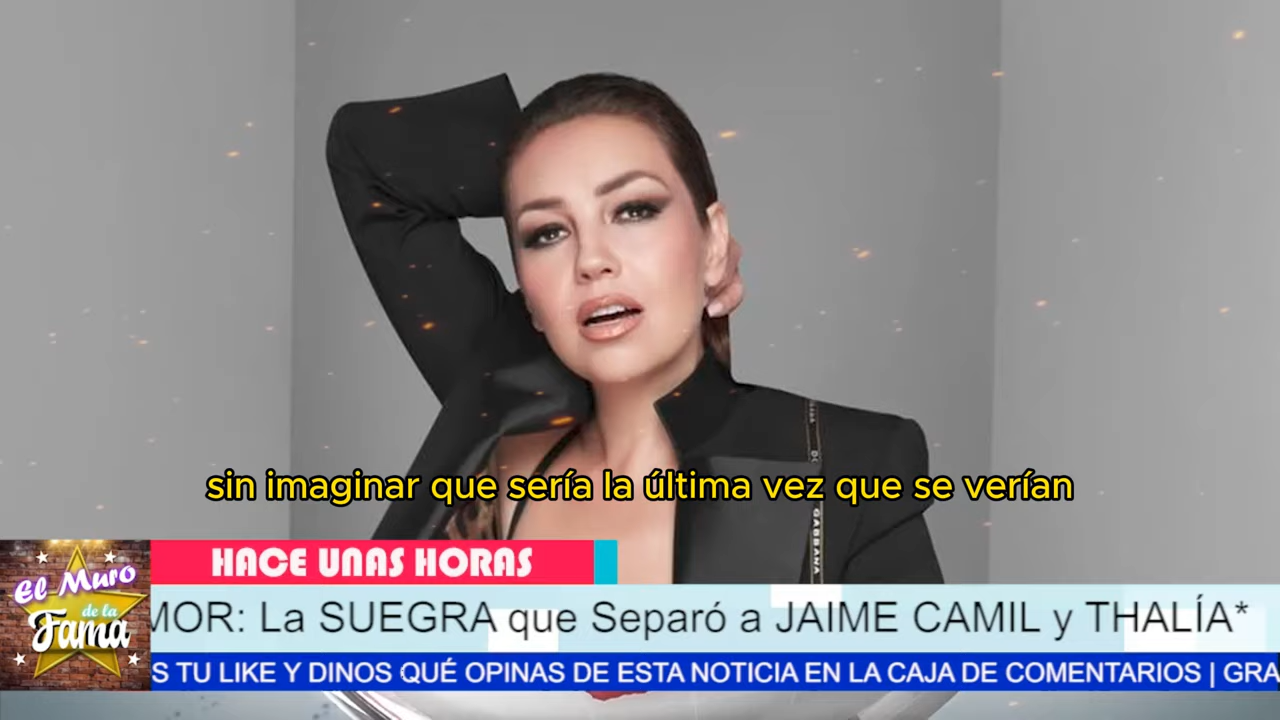 sin imaginar que sería la última vez que se verían
HACE UNAS HORAS
El Muro
de la
Fama
MOR: La SUEGRA que Separó a JAIME CAMIL y THALÍA*
S TU LIKE Y DINOS QUÉ OPINAS DE ESTA NOTICIA EN LA CAJA DE COMENTARIOS | GRA
GABBANA